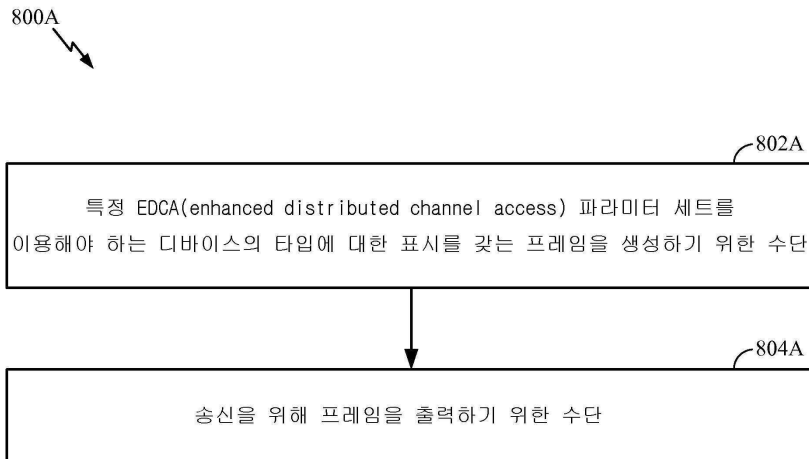 800A
802A
특정 EDCA(enhanced distributed channel access) 파라미터 세트를
이용해야 하는 디바이스의 타입에 대한 표시를 갖는 프레임을 생성하기 위한 수단
804A
송신을 위해 프레임을 출력하기 위한 수단